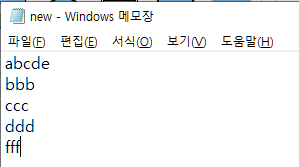 new - Windows 메모장
파일(F) 편집(E) 서식(O) 보기(V) 도움말(H)
abcde
bbb
ccc
ddd
fff